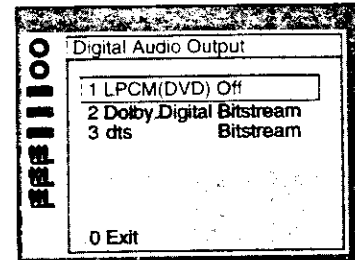 Digital Audio Output
1 LPCM(DVD) Off
2 Dolby Digital Bitstream
3 dts Bitstream
0 Exit